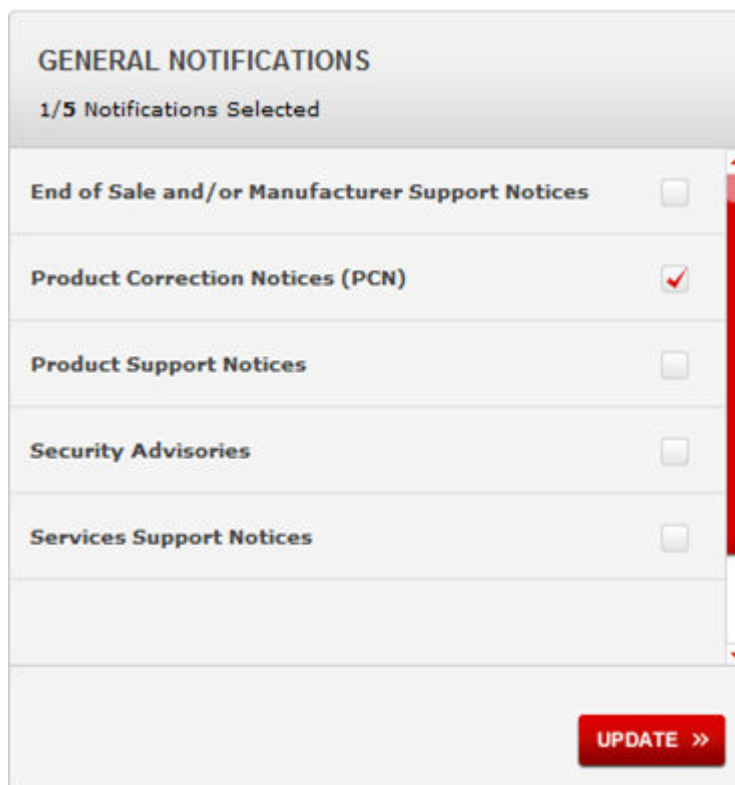 GENERAL NOTIFICATIONS
1/5 Notifications Selected
End of Sale and/or Manufacturer Support Notices
Product Correction Notices (PCN)
Product Support Notices
Security Advisories
Services Support Notices
UPDATE »